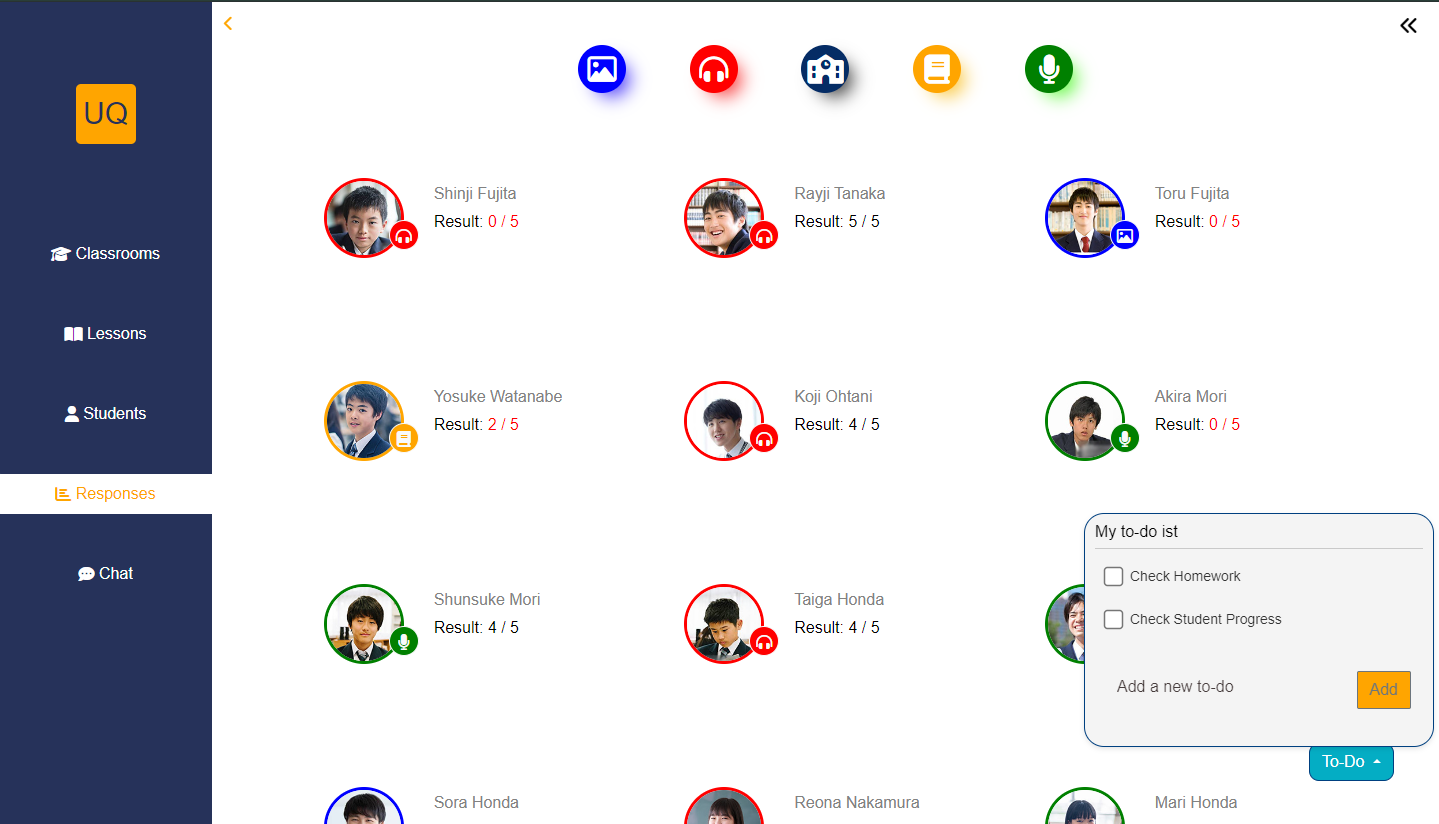 UQ
Classrooms
Lessons
Students
Responses
Chat
Shinji Fujita
Result: 0 / 5
Rayji Tanaka
Result: 5 / 5
Toru Fujita
Result: 0 / 5
Yosuke Watanabe
Result: 2 / 5
Koji Ohtani
Result: 4 / 5
Akira Mori
Result: 0 / 5
Shunsuke Mori
Result: 4 / 5
Taiga Honda
Result: 4 / 5
Sora Honda
Reona Nakamura
Mari Honda
My to-do ist
Check Homework
Check Student Progress
Add a new to-do
Add
To-Do